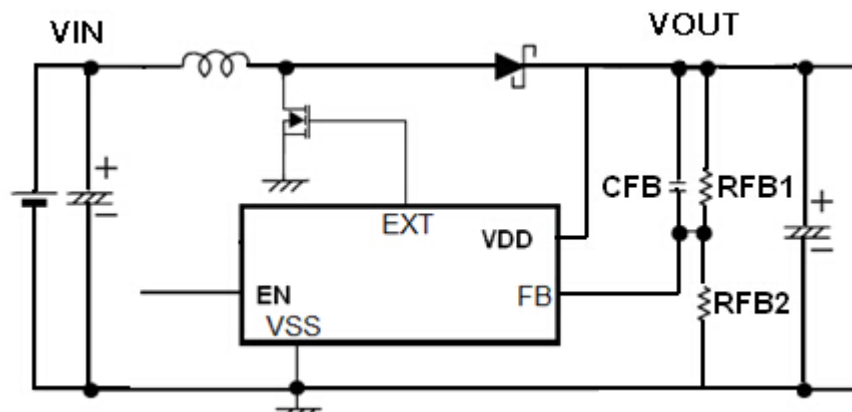 VIN
VOUT
CFB
RFB1
EXT
VDD
EN
FB
RFB2
VSS